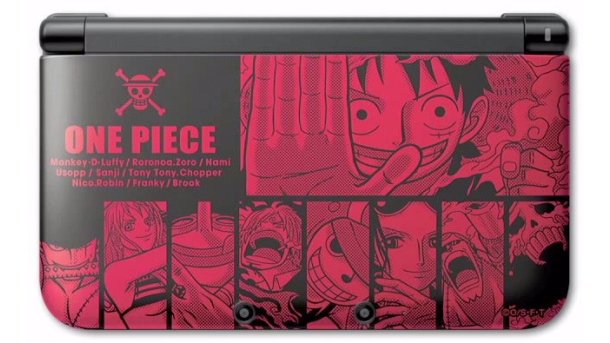 ONE PIECE
Monkey·D·Luffy / Roronoa.Zoro / Nami
Usopp / Sanji / Tony Tony.Chopper
Nico.Robin / Franky / Brook
©O/S·F·T